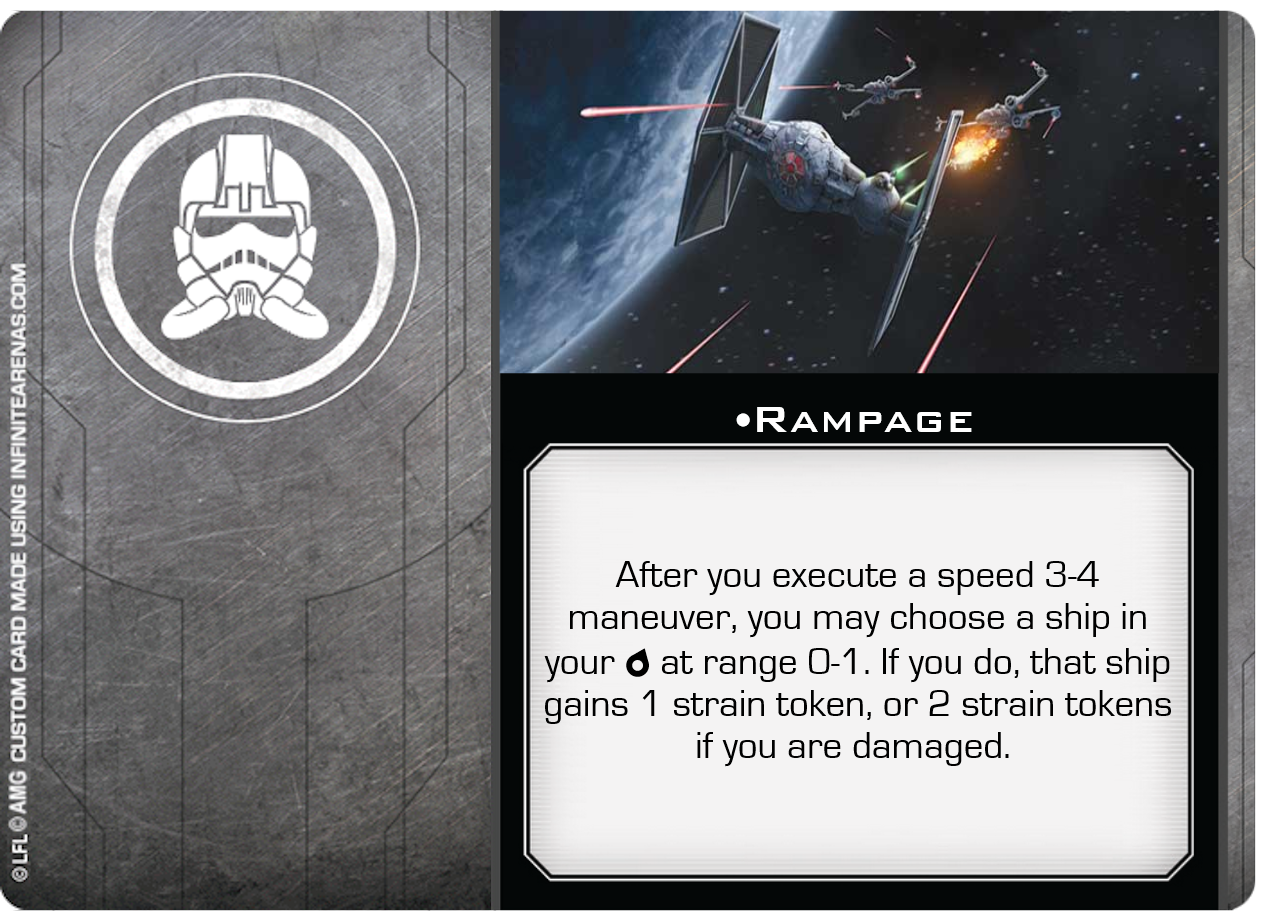 ©LFL ©AMG CUSTOM CARD MADE USING INFINITEARENAS.COM
•RAMPAGE
After you execute a speed 3-4
maneuver, you may choose a ship in
your at range 0-1. If you do, that ship
gains 1 strain token, or 2 strain tokens
if you are damaged.